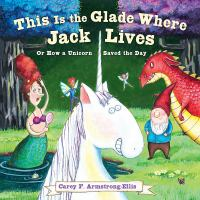 This Is the Glade Where
Jack Lives
Or How a Unicorn Saved the Day
Carey F. Armstrong-Ellis